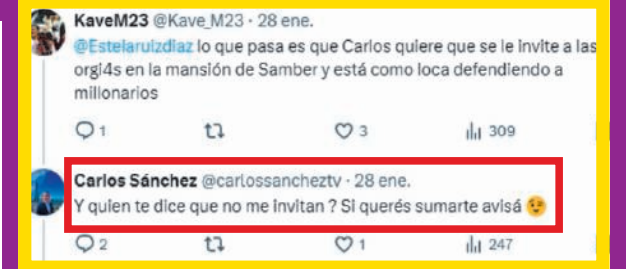 KaveM23 @Kave_M23 · 28 ene.
@Estelaruizdiaz lo que pasa es que Carlos quiere que se le invite a las
orgi4s en la mansión de Samber y está como loca defendiendo a
millonarios
1 3 309
Carlos Sánchez @carlossancheztv · 28 ene.
Y quien te dice que no me invitan ? Si querés sumarte avisá 😉
2 1 247